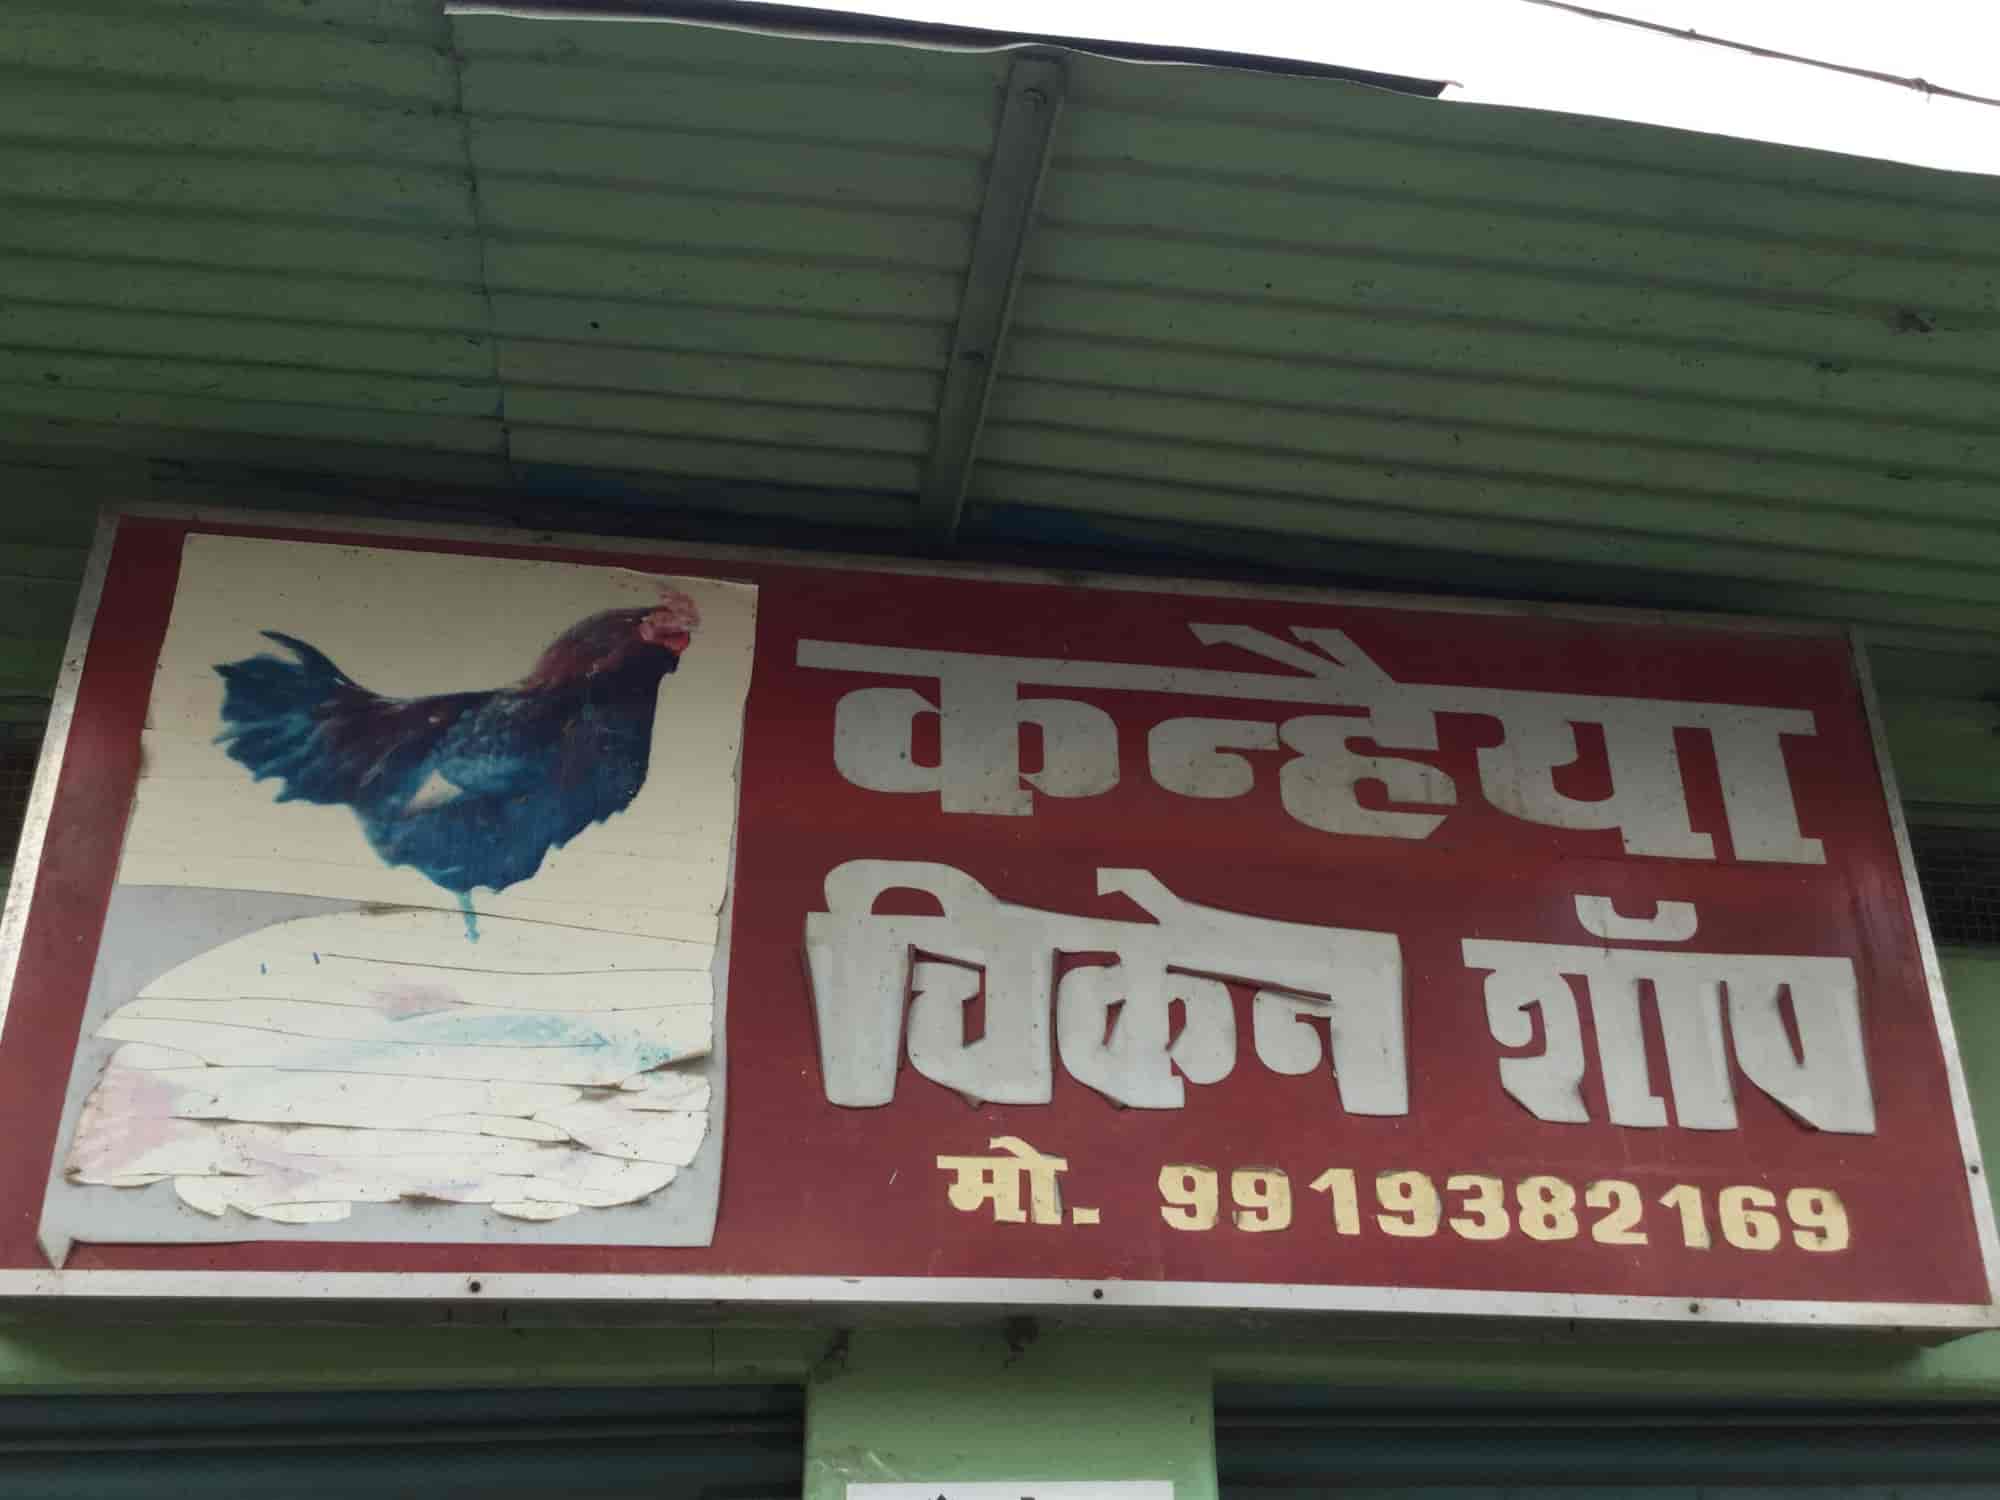 कन्हैया
चिकेन शॉप
मो. 9919382169